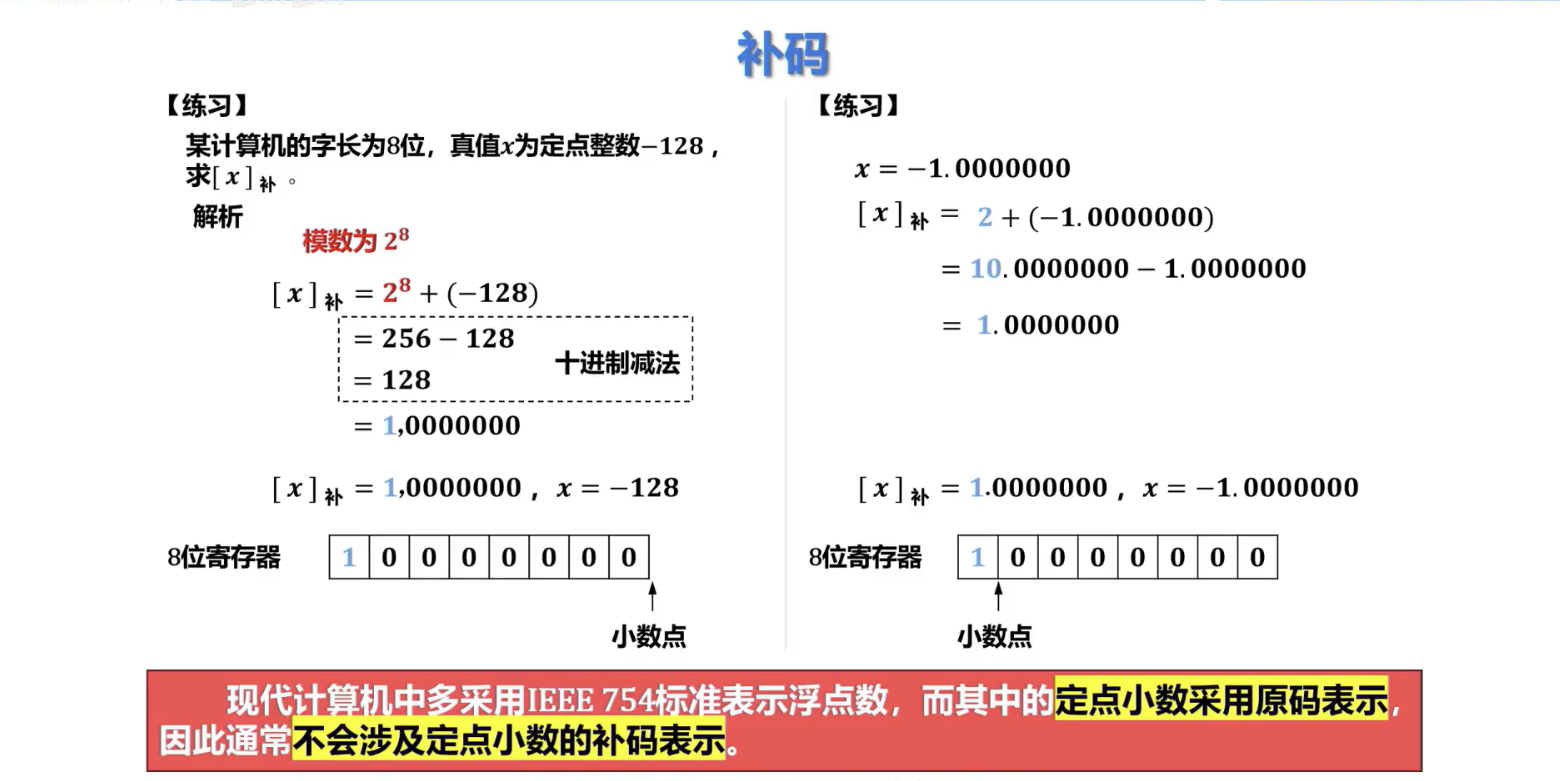 补码
【练习】
某计算机的字长为8位，真值x为定点整数−128，
求[x]补 。
解析
模数为 2⁸
[x]补 = 2⁸ + (−128)
= 256 − 128
= 128
十进制减法
= 1,0000000
[x]补 = 1,0000000 ，x = −128
8位寄存器 1 0 0 0 0 0 0 0
小数点
【练习】
x = −1.0000000
[x]补 = 2 + (−1.0000000)
= 10.0000000 − 1.0000000
= 1.0000000
[x]补 = 1.0000000 ，x = −1.0000000
8位寄存器 1 0 0 0 0 0 0 0
小数点
现代计算机中多采用IEEE 754标准表示浮点数，而其中的定点小数采用原码表示，
因此通常不会涉及定点小数的补码表示。